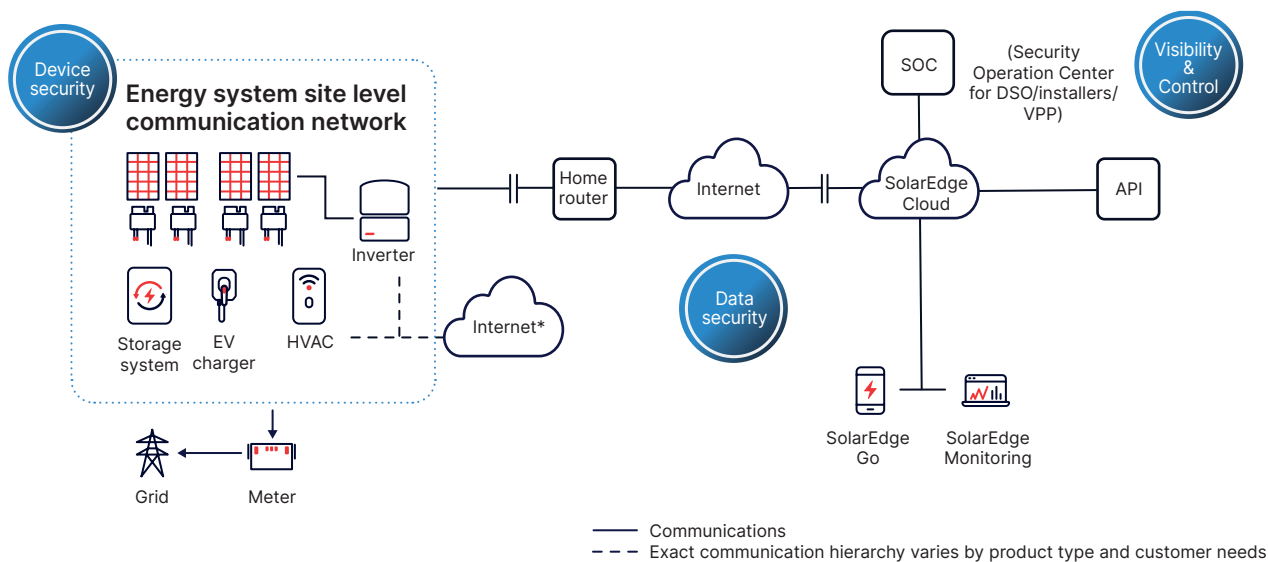 Device
security
Energy system site level
communication network
Inverter
Storage
system
EV
charger
HVAC
Internet*
Grid
Meter
Home
router
Internet
Data
security
SOC
(Security
Operation Center
for DSO/installers/
VPP)
Visibility
&
Control
SolarEdge
Cloud
API
SolarEdge
Go
SolarEdge
Monitoring
Communications
Exact communication hierarchy varies by product type and customer needs